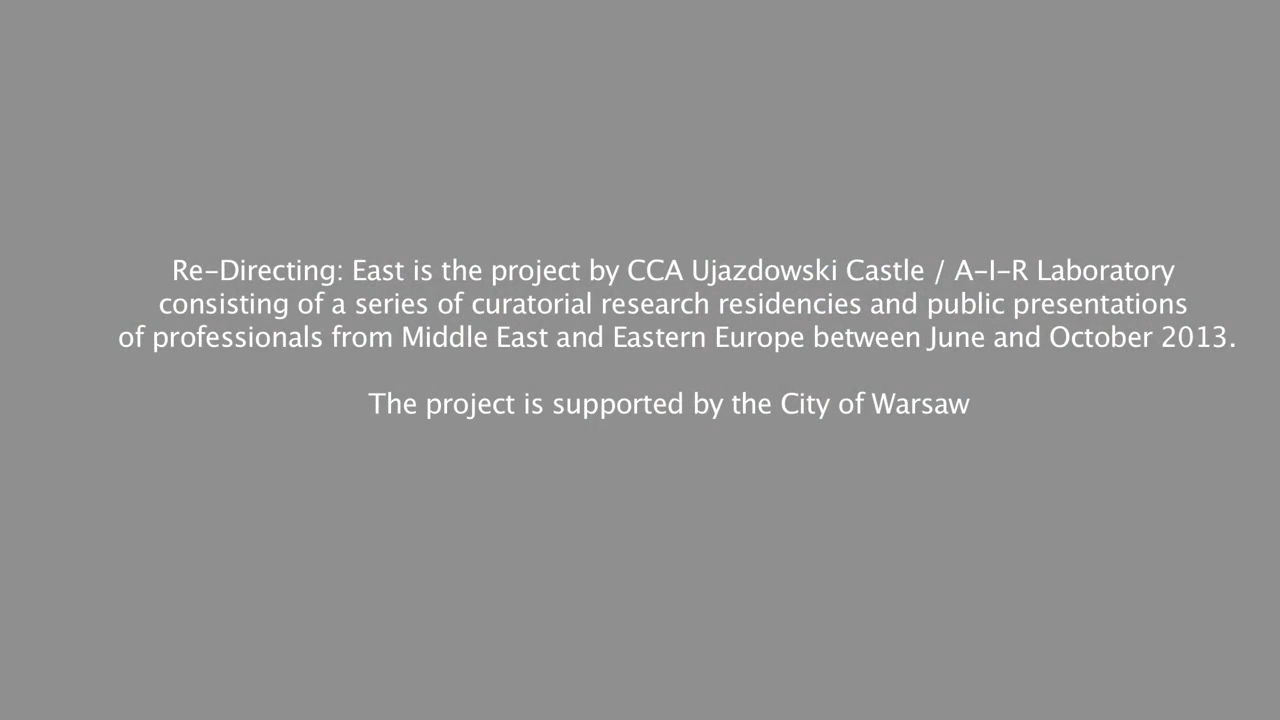 Re-Directing: East is the project by CCA Ujazdowski Castle / A-I-R Laboratory
consisting of a series of curatorial research residencies and public presentations
of professionals from Middle East and Eastern Europe between June and October 2013.
The project is supported by the City of Warsaw